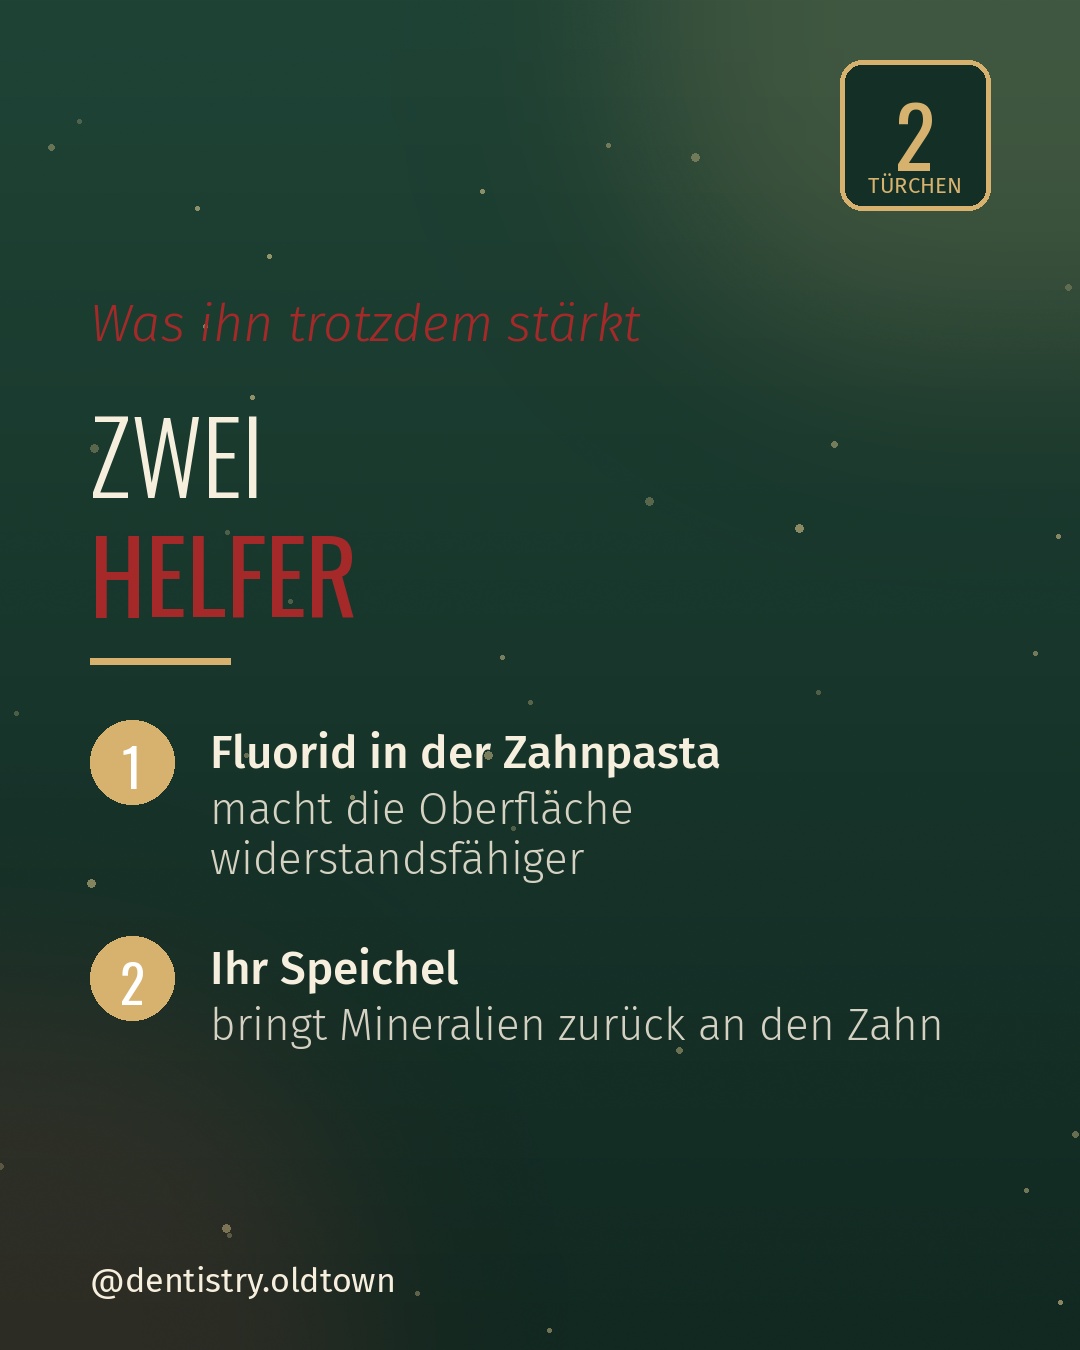 2
TÜRCHEN
Was ihn trotzdem stärkt
ZWEI
HELFER
1 Fluorid in der Zahnpasta
macht die Oberfläche
widerstandsfähiger
2 Ihr Speichel
bringt Mineralien zurück an den Zahn
@dentistry.oldtown